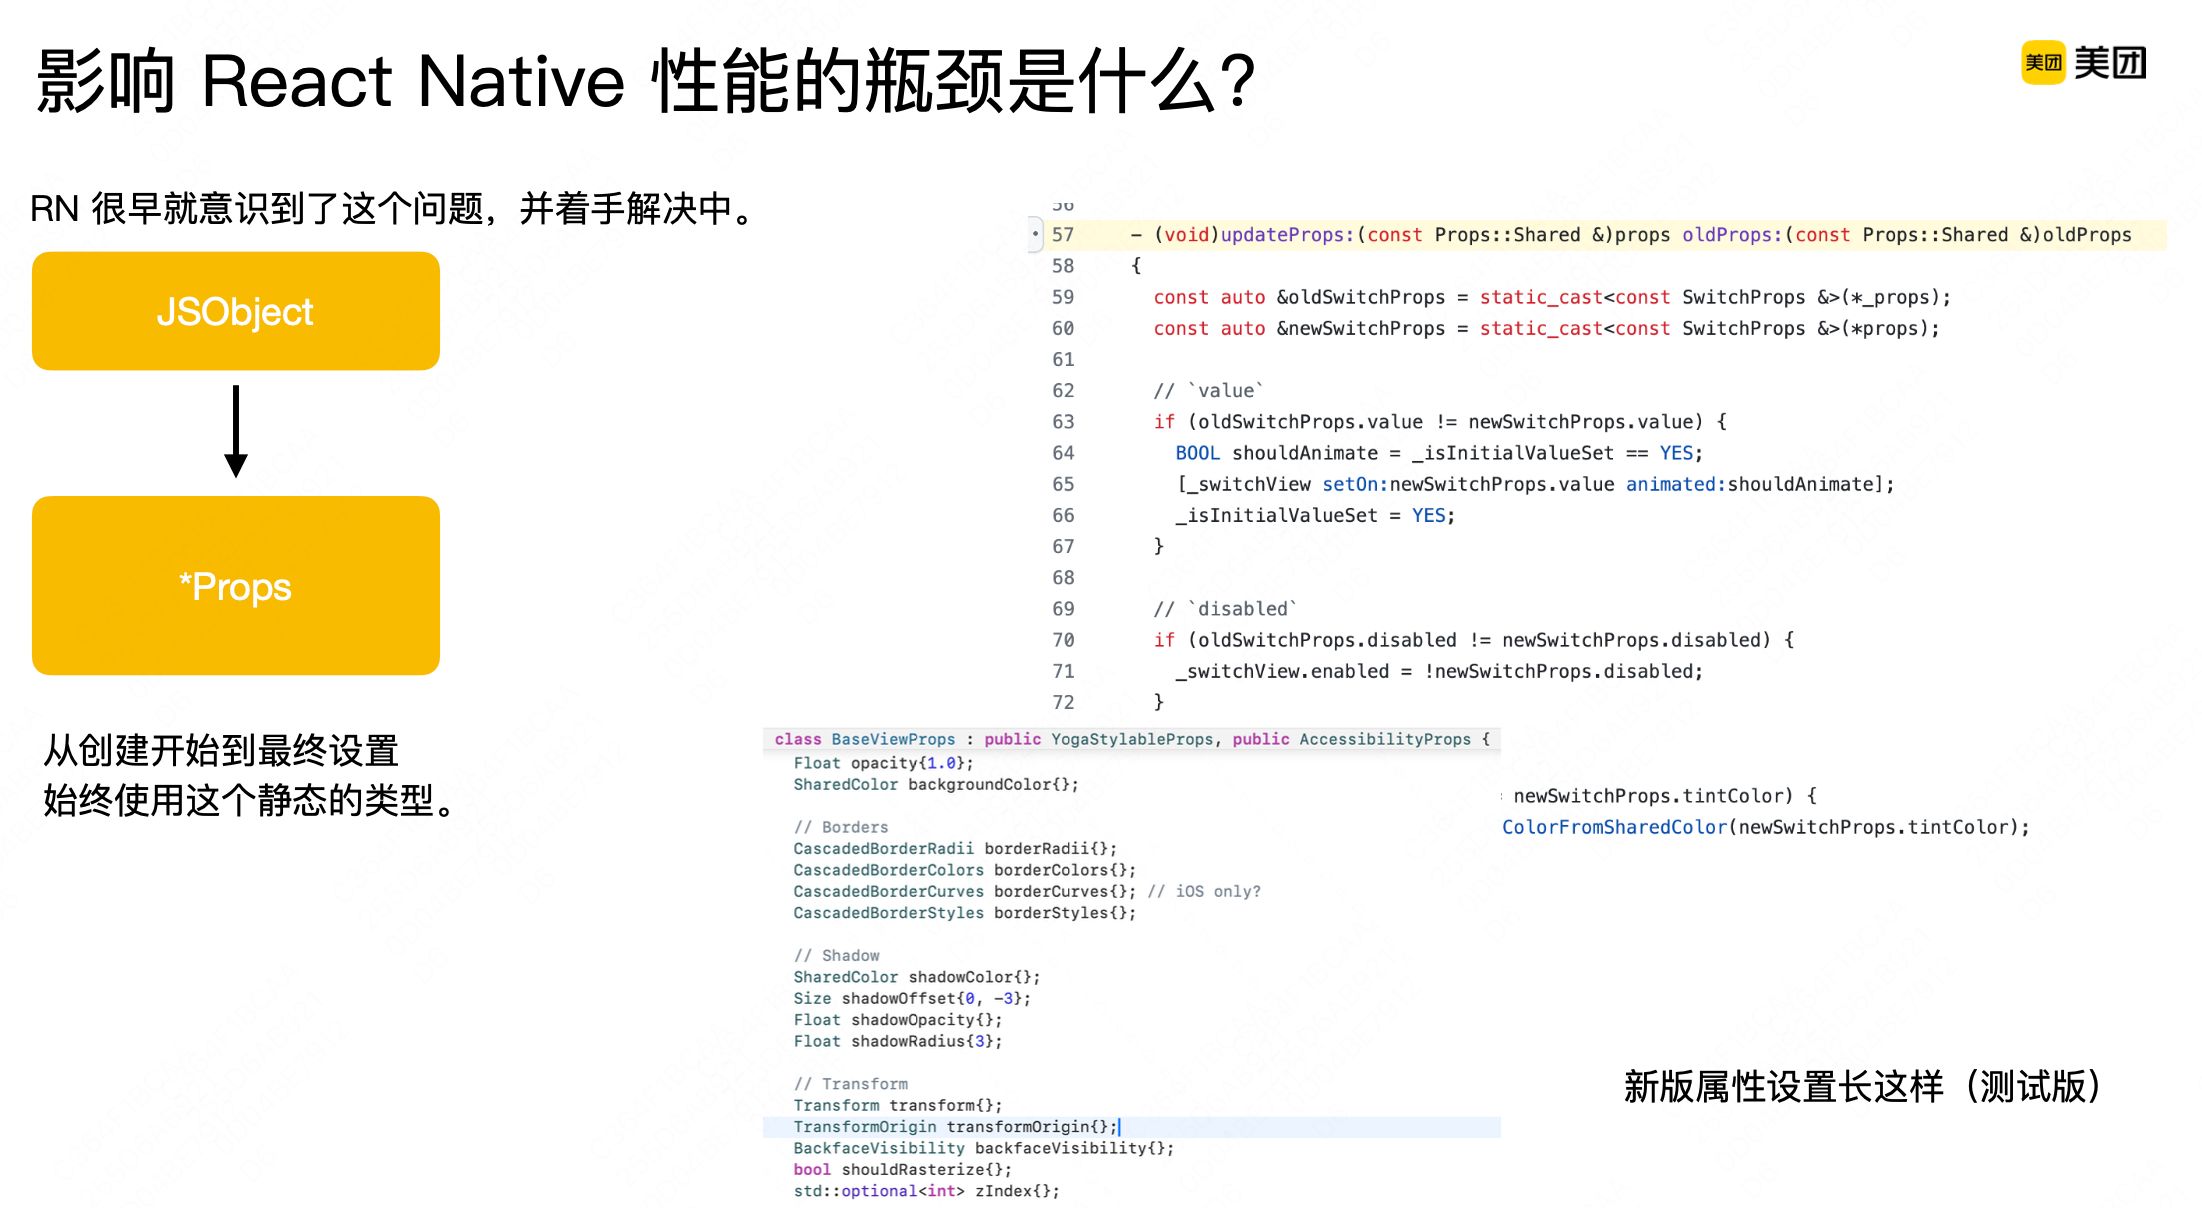 影响 React Native 性能的瓶颈是什么?
美团 美团
RN 很早就意识到了这个问题，并着手解决中。
JSObject
*Props
从创建开始到最终设置
始终使用这个静态的类型。
56
57 - (void)updateProps:(const Props::Shared &)props oldProps:(const Props::Shared &)oldProps
58 {
59 const auto &oldSwitchProps = static_cast<const SwitchProps &>(*_props);
60 const auto &newSwitchProps = static_cast<const SwitchProps &>(*props);
61
62 // `value`
63 if (oldSwitchProps.value != newSwitchProps.value) {
64 BOOL shouldAnimate = _isInitialValueSet == YES;
65 [_switchView setOn:newSwitchProps.value animated:shouldAnimate];
66 _isInitialValueSet = YES;
67 }
68
69 // `disabled`
70 if (oldSwitchProps.disabled != newSwitchProps.disabled) {
71 _switchView.enabled = !newSwitchProps.disabled;
72 }
class BaseViewProps : public YogaStylableProps, public AccessibilityProps {
Float opacity{1.0};
SharedColor backgroundColor{};
// Borders
CascadedBorderRadii borderRadii{};
CascadedBorderColors borderColors{};
CascadedBorderCurves borderCurves{}; // iOS only?
CascadedBorderStyles borderStyles{};
// Shadow
SharedColor shadowColor{};
Size shadowOffset{0, -3};
Float shadowOpacity{};
Float shadowRadius{3};
// Transform
Transform transform{};
TransformOrigin transformOrigin{};
BackfaceVisibility backfaceVisibility{};
bool shouldRasterize{};
std::optional<int> zIndex{};
newSwitchProps.tintColor) {
ColorFromSharedColor(newSwitchProps.tintColor);
新版属性设置长这样（测试版）